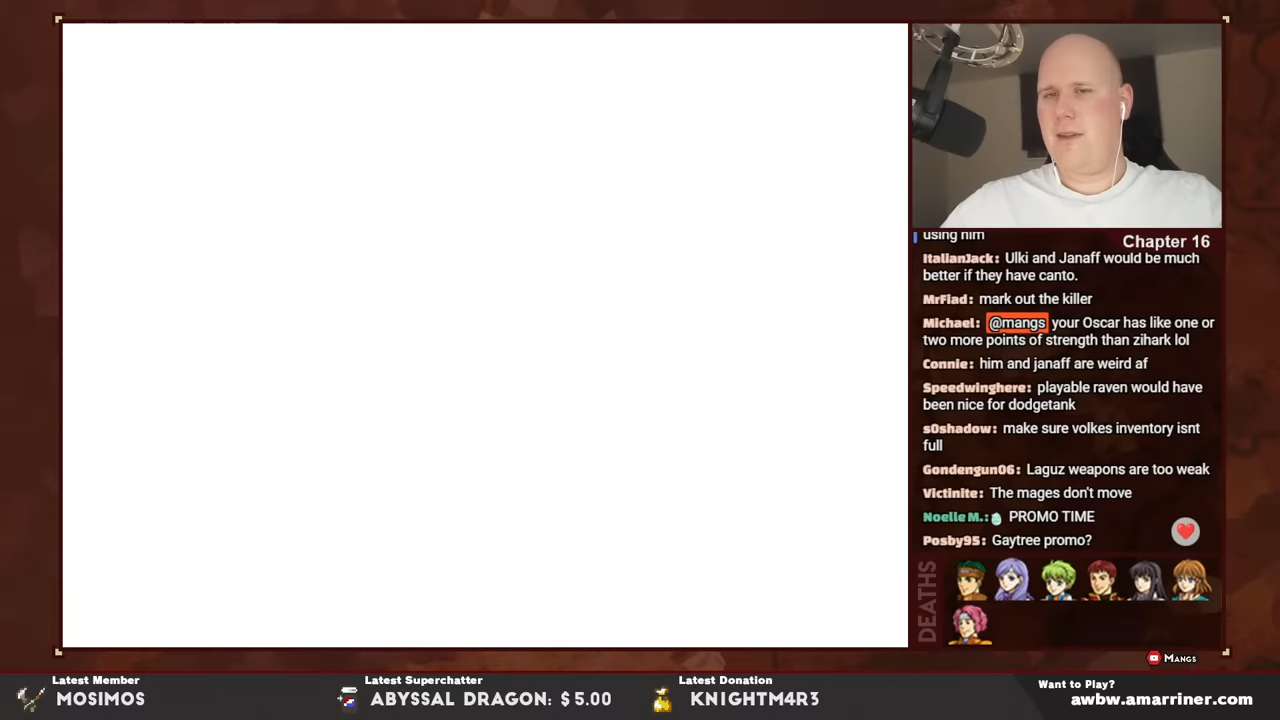 using him
Chapter 16
ItalianJack: Ulki and Janaff would be much
better if they have canto.
MrFlad: mark out the killer
Michael: @mangs your Oscar has like one or
two more points of strength than zihark lol
Connie: him and janaff are weird af
Speedwinghere: playable raven would have
been nice for dodgetank
s0shadow: make sure volkes inventory isnt
full
Gondengun06: Laguz weapons are too weak
Victinite: The mages don't move
Noelle M.: PROMO TIME
Posby95: Gaytree promo?
DEATHS
Mangs
Latest Member
MOSIMOS
Latest Superchatter
ABYSSAL DRAGON: $5.00
Latest Donation
KN1GHTM4R3
Want to Play?
awbw.amarriner.com